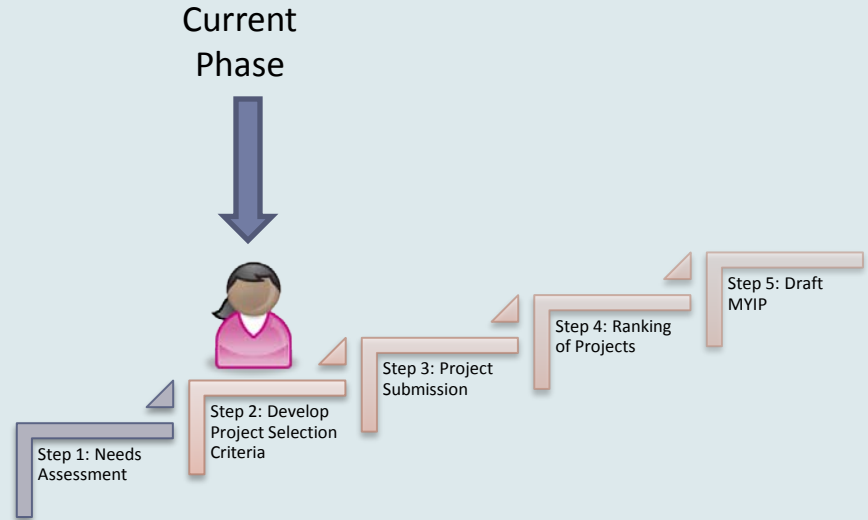 Current
Phase
Step 1: Needs
Assessment
Step 2: Develop
Project Selection
Criteria
Step 3: Project
Submission
Step 4: Ranking
of Projects
Step 5: Draft
MYIP